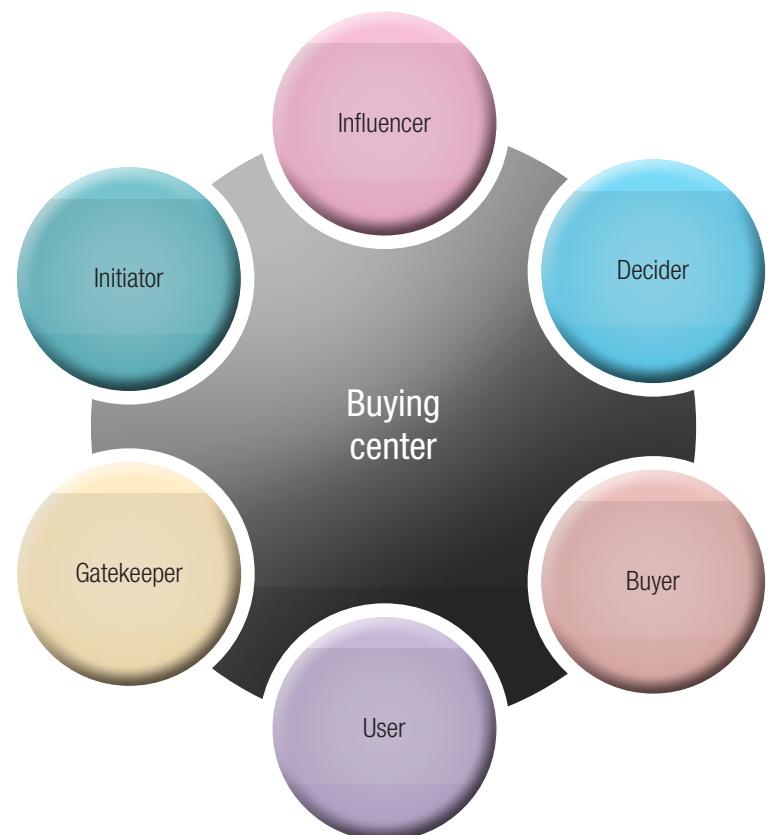 Influencer
Initiator
Decider
Buying
center
Gatekeeper
Buyer
User